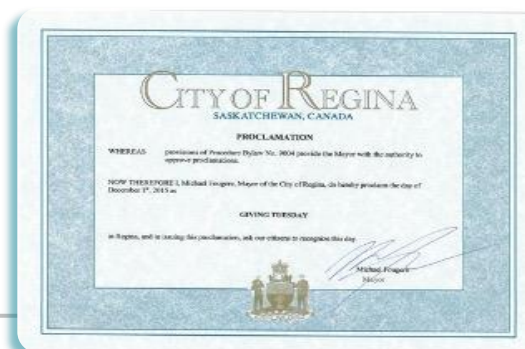 CITY OF REGINA
SASKATCHEWAN, CANADA
PROCLAMATION
WHEREAS provisions of Procedure Bylaw No. 9004 provide the Mayor with the authority to
approve proclamations.
NOW THEREFORE I, Michael Fougere, Mayor of the City of Regina, do hereby proclaim the day of
December 1st, 2015 as
GIVING TUESDAY
in Regina, and in issuing this proclamation, ask our citizens to recognize this day.
Michael Fougere
Mayor